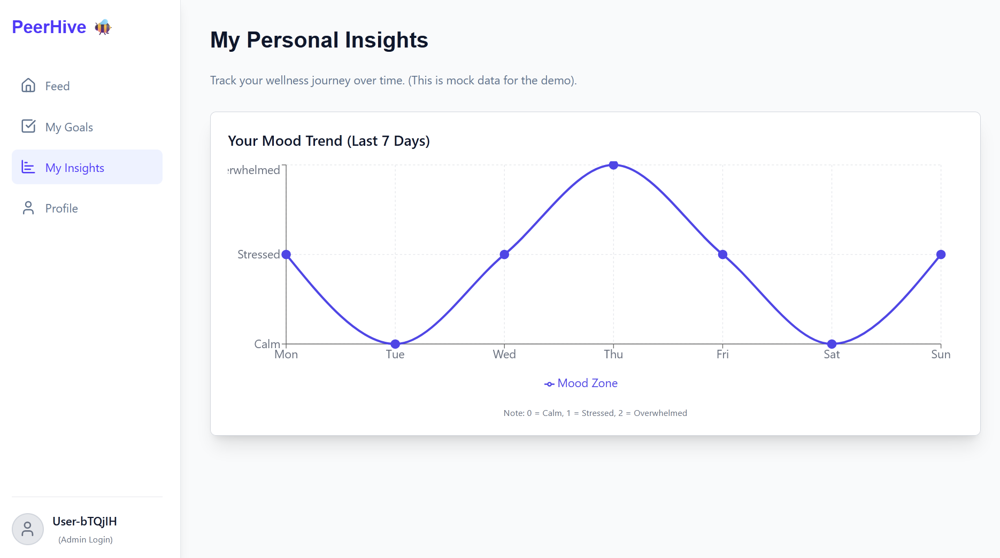 PeerHive
Feed
My Goals
My Insights
Profile
User-bTQjIH
(Admin Login)
My Personal Insights
Track your wellness journey over time. (This is mock data for the demo).
Your Mood Trend (Last 7 Days)
erwhelmed
Stressed
Calm
Mon Tue Wed Thu Fri Sat Sun
Mood Zone
Note: 0 = Calm, 1 = Stressed, 2 = Overwhelmed